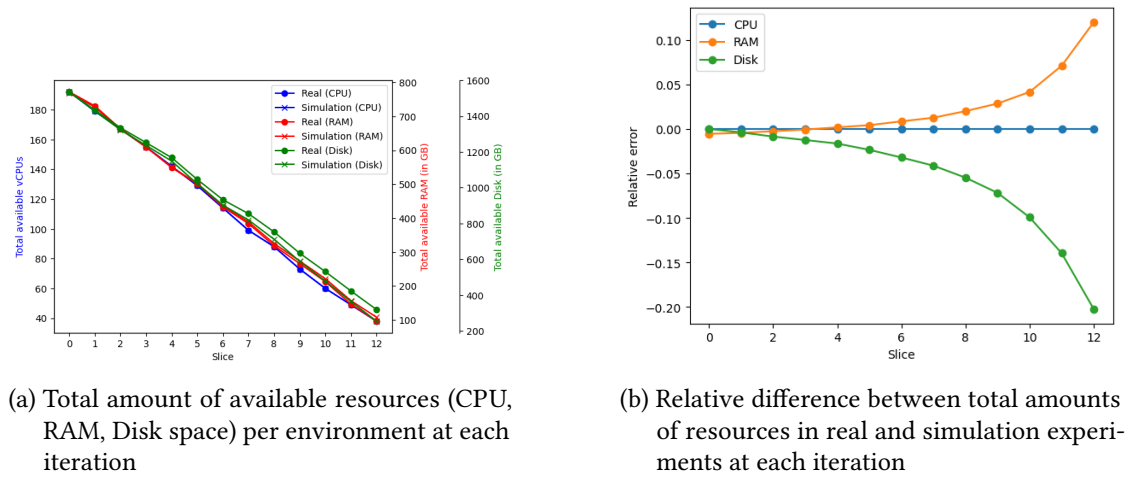 Total available vCPUs
180
160
140
120
100
80
60
40
0 1 2 3 4 5 6 7 8 9 10 11 12
Slice
Real (CPU)
Simulation (CPU)
Real (RAM)
Simulation (RAM)
Real (Disk)
Simulation (Disk)
800
700
600
500
400
300
200
100
Total available RAM (in GB)
1600
1400
1200
1000
800
600
400
200
Total available Disk (in GB)
(a) Total amount of available resources (CPU,
RAM, Disk space) per environment at each
iteration
CPU
RAM
Disk
Relative error
0.10
0.05
0.00
−0.05
−0.10
−0.15
−0.20
0 2 4 6 8 10 12
Slice
(b) Relative difference between total amounts
of resources in real and simulation experi-
ments at each iteration